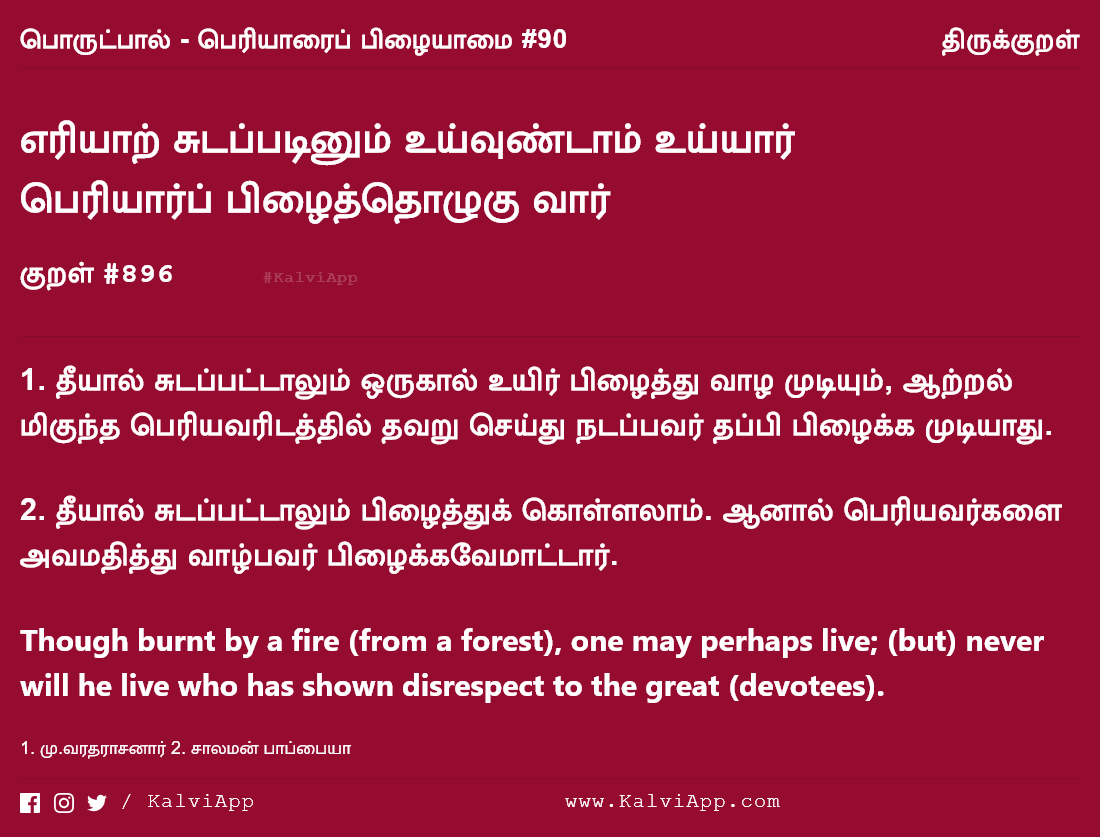 பொருட்பால் - பெரியாரைப் பிழையாமை #90 திருக்குறள்
எரியாற் சுடப்படினும் உய்வுண்டாம் உய்யார்
பெரியார்ப் பிழைத்தொழுகு வார்
குறள் #896 #KalviApp
1. தீயால் சுடப்பட்டாலும் ஒருகால் உயிர் பிழைத்து வாழ முடியும், ஆற்றல்
மிகுந்த பெரியவரிடத்தில் தவறு செய்து நடப்பவர் தப்பி பிழைக்க முடியாது.
2. தீயால் சுடப்பட்டாலும் பிழைத்துக் கொள்ளலாம். ஆனால் பெரியவர்களை
அவமதித்து வாழ்பவர் பிழைக்கவேமாட்டார்.
Though burnt by a fire (from a forest), one may perhaps live; (but) never
will he live who has shown disrespect to the great (devotees).
1. மு.வரதராசனார் 2. சாலமன் பாப்பையா
/ KalviApp www.KalviApp.com